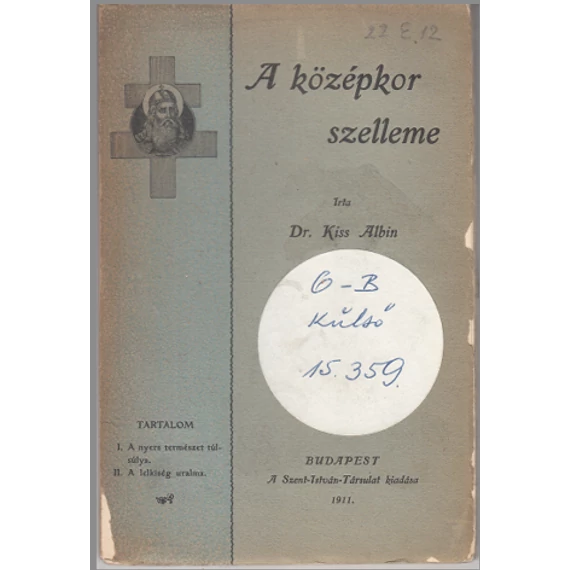 22 E.12
A középkor
szelleme
Irta
Dr. Kiss Albin
6-B
Külső
15.359.
TARTALOM
I. A nyers természet túl-
súlya.
II. A lelkiség uralma.
BUDAPEST
A Szent-István-Társulat kiadása
1911.